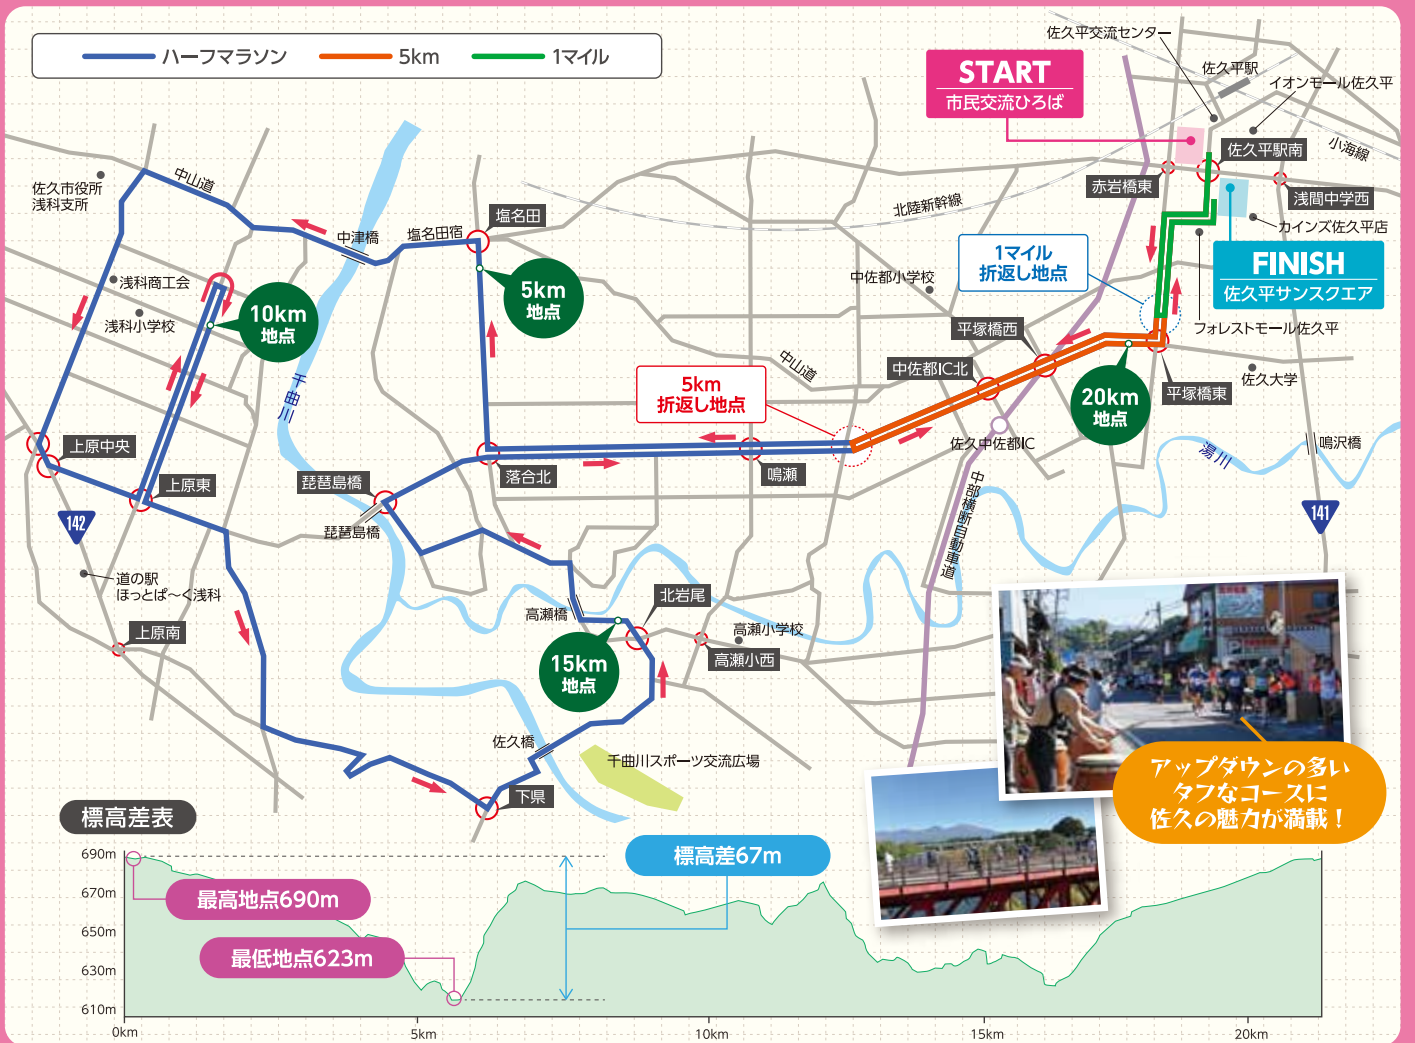 ハーフマラソン
5km
1マイル
佐久平交流センター
佐久平駅
イオンモール佐久平
START
市民交流ひろば
佐久平駅南
小海線
赤岩橋東
浅間中学西
カインズ佐久平店
北陸新幹線
FINISH
佐久平サンスクエア
フォレストモール佐久平
1マイル
折返し地点
中佐都小学校
平塚橋西
中佐都IC北
平塚橋東
佐久大学
20km
地点
佐久中佐都IC
鳴沢橋
湯川
141
中部横断自動車道
中山道
佐久市役所
浅科支所
中山道
中津橋
塩名田宿
塩名田
5km
地点
浅科商工会
浅科小学校
10km
地点
千曲川
中山道
5km
折返し地点
鳴瀬
落合北
上原中央
上原東
142
琵琶島橋
琵琶島橋
道の駅
ほっとぱ〜く浅科
上原南
高瀬橋
北岩尾
高瀬小学校
高瀬小西
15km
地点
佐久橋
千曲川スポーツ交流広場
下県
アップダウンの多い
タフなコースに
佐久の魅力が満載！
標高差表
標高差67m
最高地点690m
最低地点623m
690m
670m
650m
630m
610m
0km
5km
10km
15km
20km